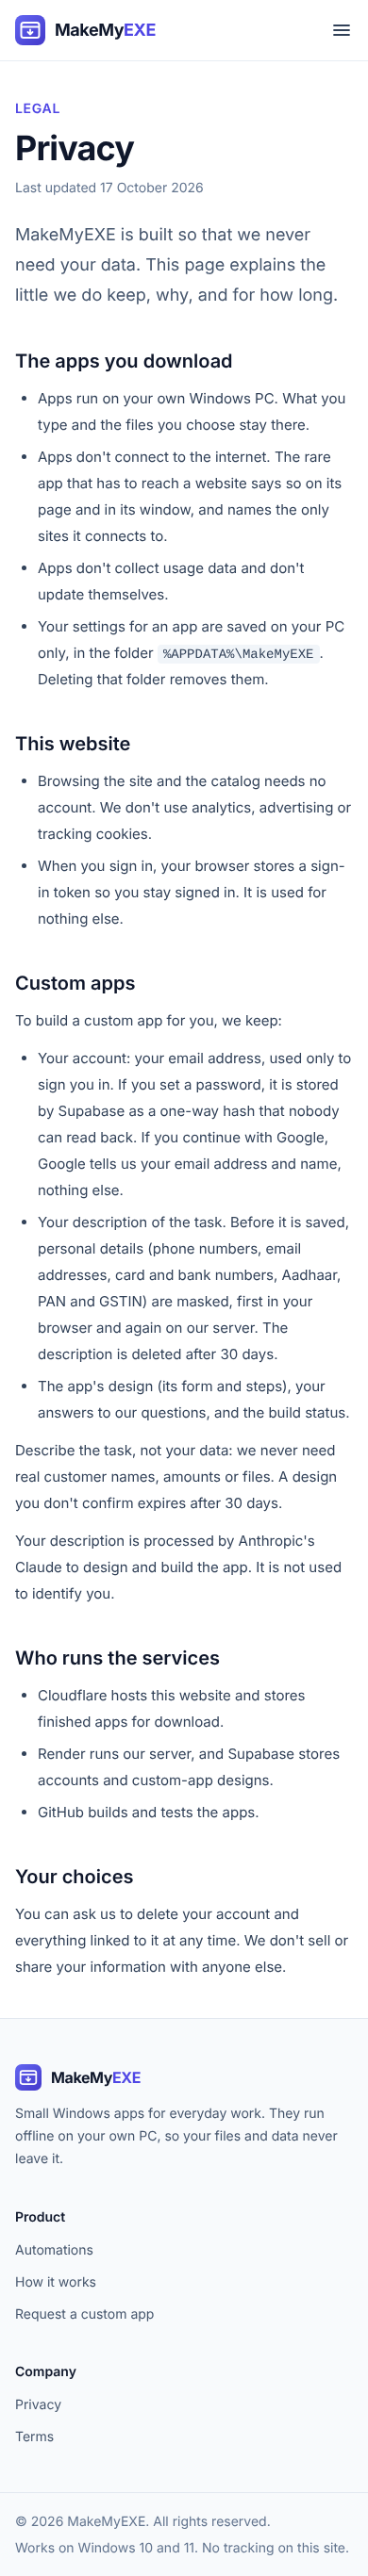 MakeMyEXE
LEGAL
Privacy
Last updated 17 October 2026
MakeMyEXE is built so that we never
need your data. This page explains the
little we do keep, why, and for how long.
The apps you download
• Apps run on your own Windows PC. What you
type and the files you choose stay there.
• Apps don't connect to the internet. The rare
app that has to reach a website says so on its
page and in its window, and names the only
sites it connects to.
• Apps don't collect usage data and don't
update themselves.
• Your settings for an app are saved on your PC
only, in the folder %APPDATA%\MakeMyEXE.
Deleting that folder removes them.
This website
• Browsing the site and the catalog needs no
account. We don't use analytics, advertising or
tracking cookies.
• When you sign in, your browser stores a sign-
in token so you stay signed in. It is used for
nothing else.
Custom apps
To build a custom app for you, we keep:
• Your account: your email address, used only to
sign you in. If you set a password, it is stored
by Supabase as a one-way hash that nobody
can read back. If you continue with Google,
Google tells us your email address and name,
nothing else.
• Your description of the task. Before it is saved,
personal details (phone numbers, email
addresses, card and bank numbers, Aadhaar,
PAN and GSTIN) are masked, first in your
browser and again on our server. The
description is deleted after 30 days.
• The app's design (its form and steps), your
answers to our questions, and the build status.
Describe the task, not your data: we never need
real customer names, amounts or files. A design
you don't confirm expires after 30 days.
Your description is processed by Anthropic's
Claude to design and build the app. It is not used
to identify you.
Who runs the services
• Cloudflare hosts this website and stores
finished apps for download.
• Render runs our server, and Supabase stores
accounts and custom-app designs.
• GitHub builds and tests the apps.
Your choices
You can ask us to delete your account and
everything linked to it at any time. We don't sell or
share your information with anyone else.
MakeMyEXE
Small Windows apps for everyday work. They run
offline on your own PC, so your files and data never
leave it.
Product
Automations
How it works
Request a custom app
Company
Privacy
Terms
© 2026 MakeMyEXE. All rights reserved.
Works on Windows 10 and 11. No tracking on this site.